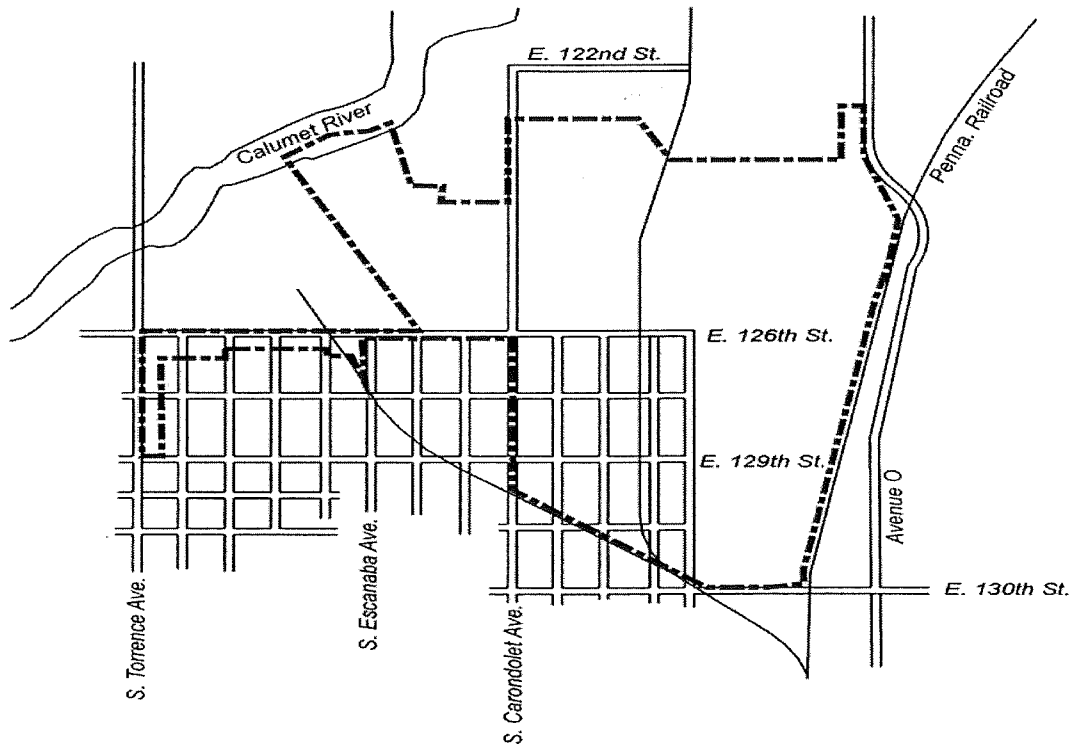 E. 122nd St.
Calumet River
Penna. Railroad
E. 126th St.
E. 129th St.
Avenue O
S. Escanaba Ave.
E. 130th St.
S. Torrence Ave.
S. Carondolet Ave.